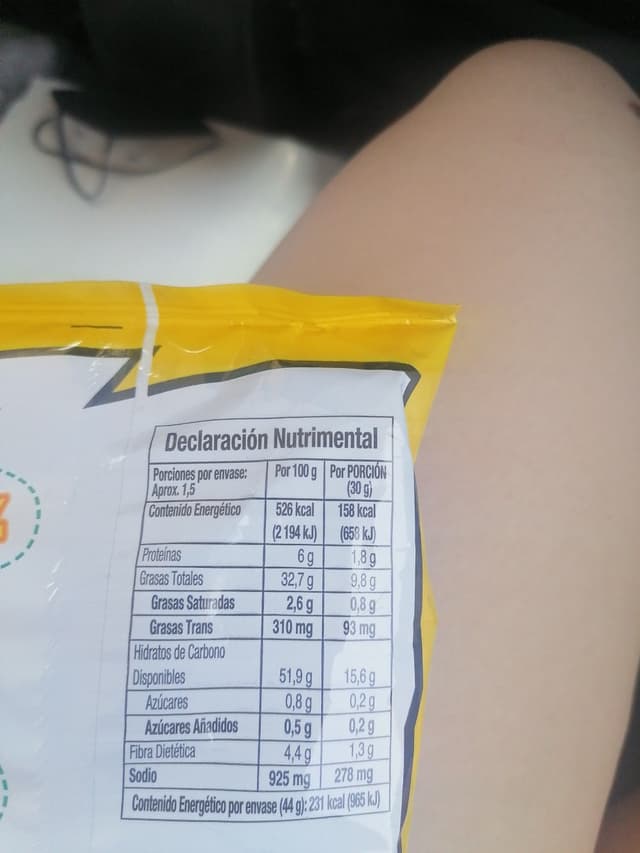 Declaración Nutrimental
Porciones por envase: Por 100 g Por PORCIÓN
Aprox. 1,5 (30 g)
Contenido Energético 526 kcal 158 kcal
(2 194 kJ) (658 kJ)
Proteínas 6 g 1,8 g
Grasas Totales 32,7 g 9,8 g
Grasas Saturadas 2,6 g 0,8 g
Grasas Trans 310 mg 93 mg
Hidratos de Carbono
Disponibles 51,9 g 15,6 g
Azúcares 0,8 g 0,2 g
Azúcares Añadidos 0,5 g 0,2 g
Fibra Dietética 4,4 g 1,3 g
Sodio 925 mg 278 mg
Contenido Energético por envase (44 g): 231 kcal (965 kJ)